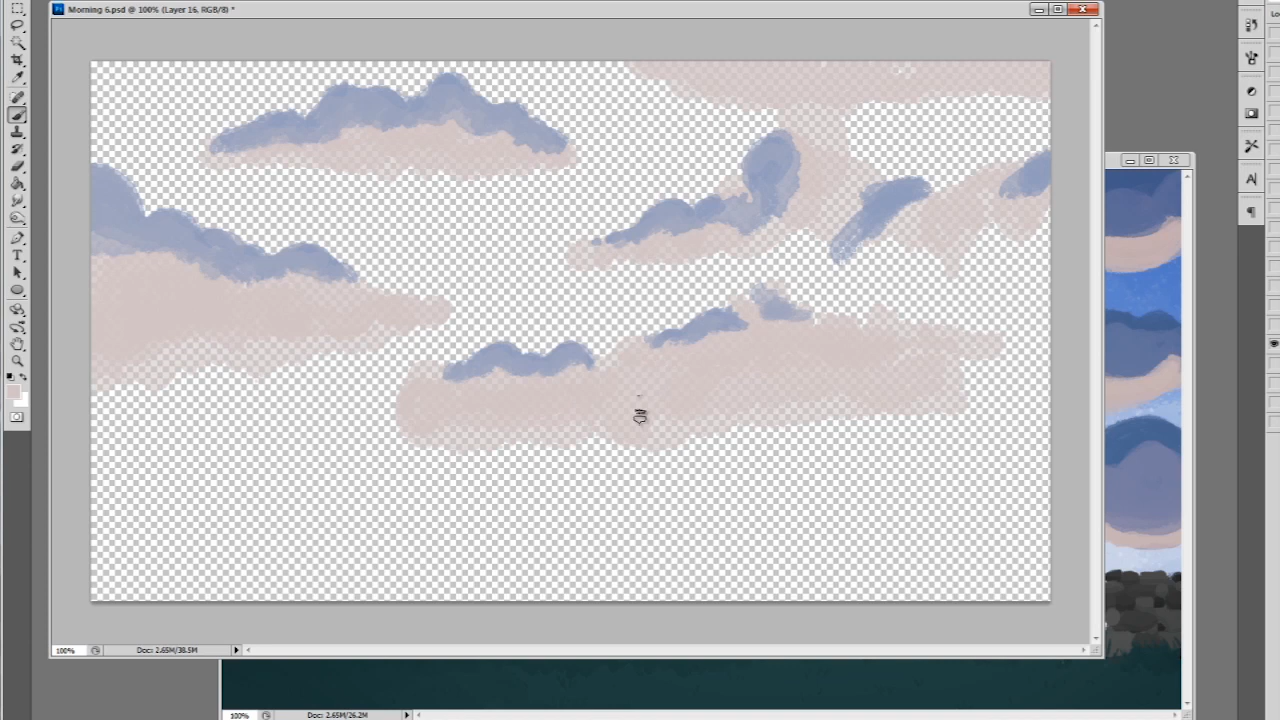 Morning 6.psd @ 100% (Layer 16, RGB/8) *
Lo
100%
Doc: 2.65M/38.5M
100%
Doc: 2.65M/26.2M